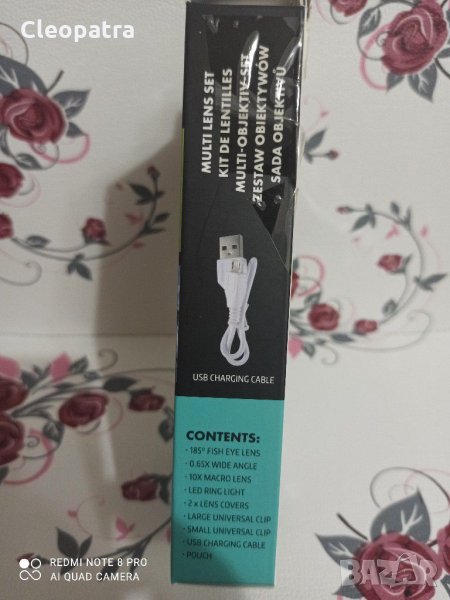 Cleopatra
MULTI LENS SET
KIT DE LENTILLES
MULTI-OBJEKTIV-SET
ZESTAW OBIEKTYWÓW
SADA OBJEKTIVŮ
USB CHARGING CABLE
CONTENTS:
• 185° FISH EYE LENS
• 0.65X WIDE ANGLE
• 10X MACRO LENS
• LED RING LIGHT
• 2 x LENS COVERS
• LARGE UNIVERSAL CLIP
• SMALL UNIVERSAL CLIP
• USB CHARGING CABLE
• POUCH
REDMI NOTE 8 PRO
AI QUAD CAMERA
BAZAR